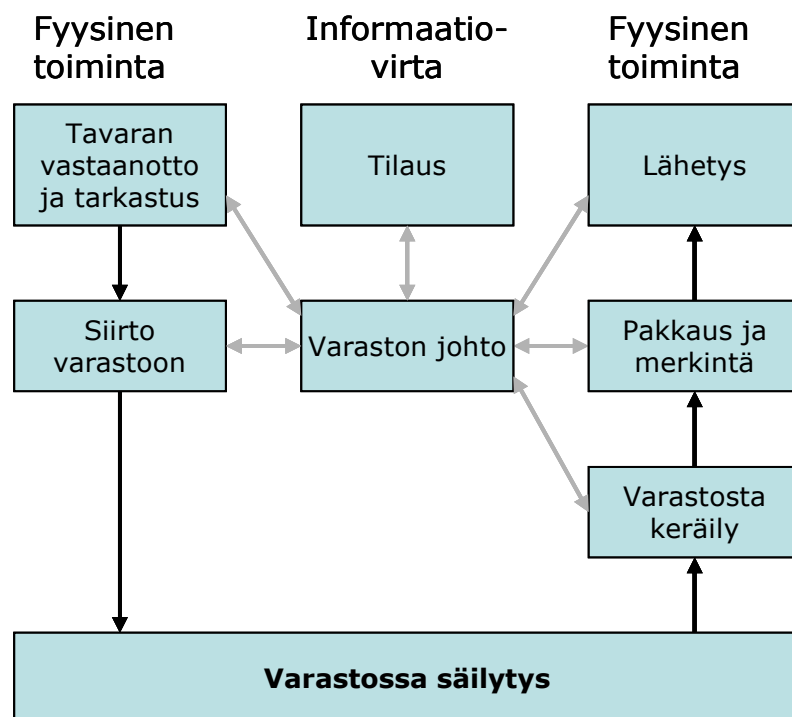 Fyysinen
toiminta
Informaatio-
virta
Fyysinen
toiminta
Tavaran
vastaanotto
ja tarkastus
Tilaus
Lähetys
Siirto
varastoon
Varaston johto
Pakkaus ja
merkintä
Varastosta
keräily
Varastossa säilytys